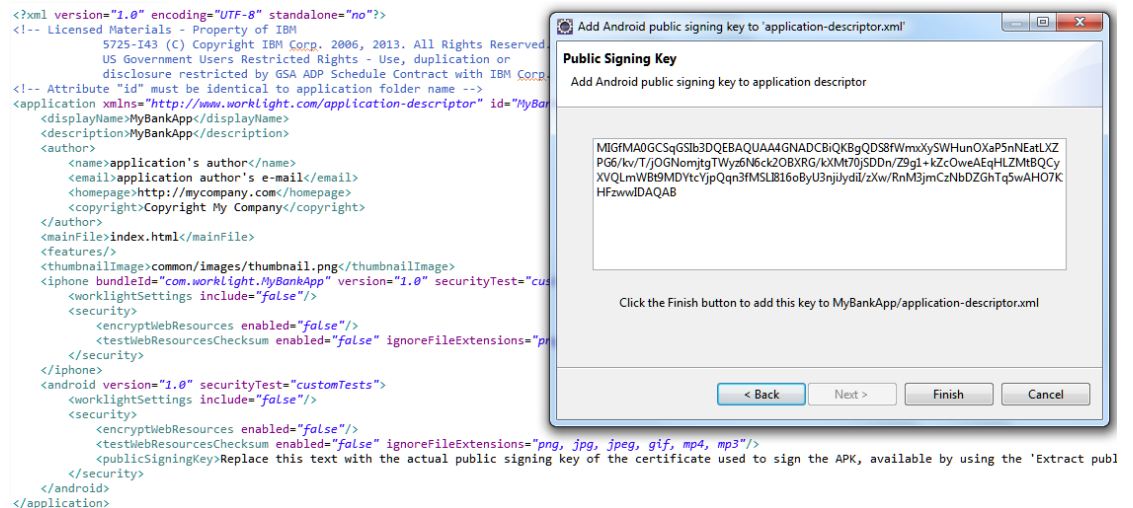 <?xml version="1.0" encoding="UTF-8" standalone="no"?>
<!-- Licensed Materials - Property of IBM
5725-I43 (C) Copyright IBM Corp. 2006, 2013. All Rights Reserved.
US Government Users Restricted Rights - Use, duplication or
disclosure restricted by GSA ADP Schedule Contract with IBM Corp.
<!-- Attribute "id" must be identical to application folder name -->
<application xmlns="http://www.worklight.com/application-descriptor" id="MyBan
<displayName>MyBankApp</displayName>
<description>MyBankApp</description>
<author>
<name>application's author</name>
<email>application author's e-mail</email>
<homepage>http://mycompany.com</homepage>
<copyright>Copyright My Company</copyright>
</author>
<mainFile>index.html</mainFile>
<features/>
<thumbnailImage>common/images/thumbnail.png</thumbnailImage>
<iphone bundleId="com.worklight.MyBankApp" version="1.0" securityTest="cus
<worklightSettings include="false"/>
<security>
<encryptWebResources enabled="false"/>
<testWebResourcesChecksum enabled="false" ignoreFileExtensions="pn
</security>
</iphone>
<android version="1.0" securityTest="customTests">
<worklightSettings include="false"/>
<security>
<encryptWebResources enabled="false"/>
<testWebResourcesChecksum enabled="false" ignoreFileExtensions="png, jpg, jpeg, gif, mp4, mp3"/>
<publicSigningKey>Replace this text with the actual public signing key of the certificate used to sign the APK, available by using the 'Extract publ
</security>
</android>
</application>
Add Android public signing key to 'application-descriptor.xml'
Public Signing Key
Add Android public signing key to application descriptor
MIGfMA0GCSqGSIb3DQEBAQUAA4GNADCBiQKBgQDS8fWmxXySWHunOXaP5nNEatLXZ
PG6/kv/T/jOGNomjtgTWyz6N6ck2OBXRG/kXMt70jSDDn/Z9g1+kZcOweAEqHLZMtBQCy
XVQLmWBt9MDYtcYjpQqn3fMSLI816oByU3njUydiI/zXw/RnM3jmCzNbDZGhTq5wAHO7K
HFzwwIDAQAB
Click the Finish button to add this key to MyBankApp/application-descriptor.xml
< Back
Next >
Finish
Cancel